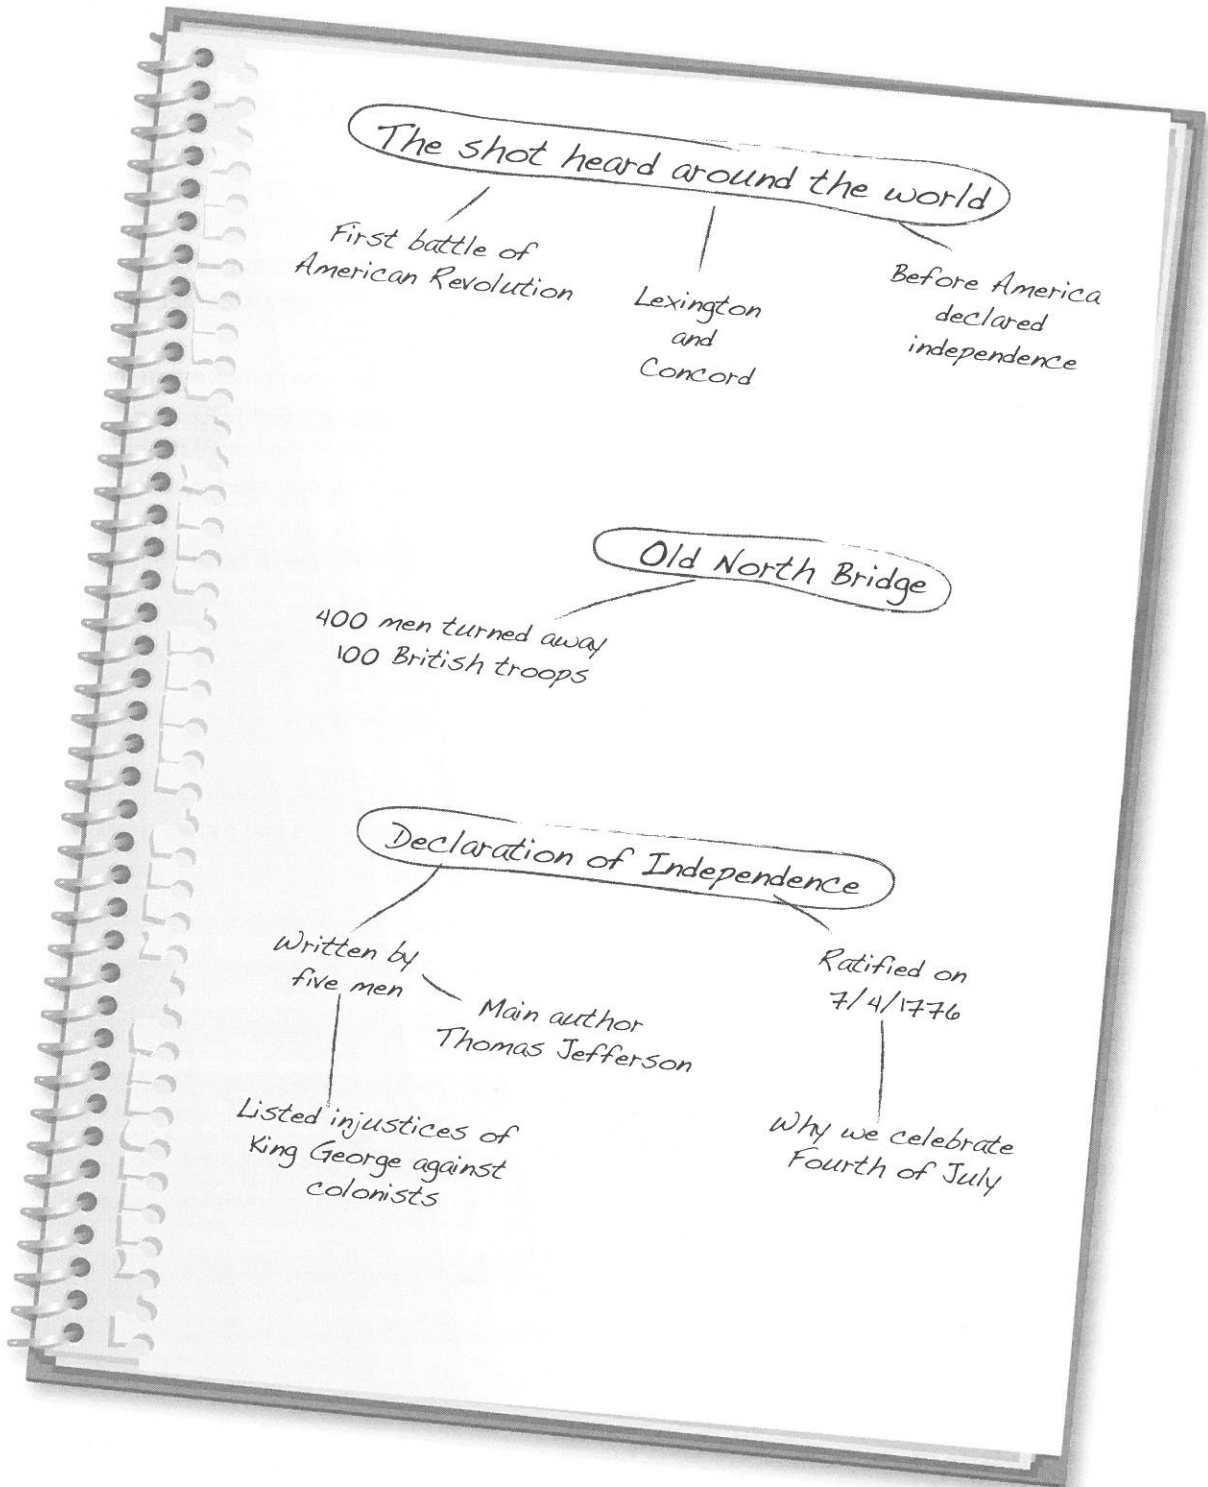 The shot heard around the world
First battle of
American Revolution
Lexington
and
Concord
Before America
declared
independence
Old North Bridge
400 men turned away
100 British troops
Declaration of Independence
Written by
five men
Main author
Thomas Jefferson
Listed injustices of
King George against
colonists
Ratified on
7/4/1776
Why we celebrate
Fourth of July